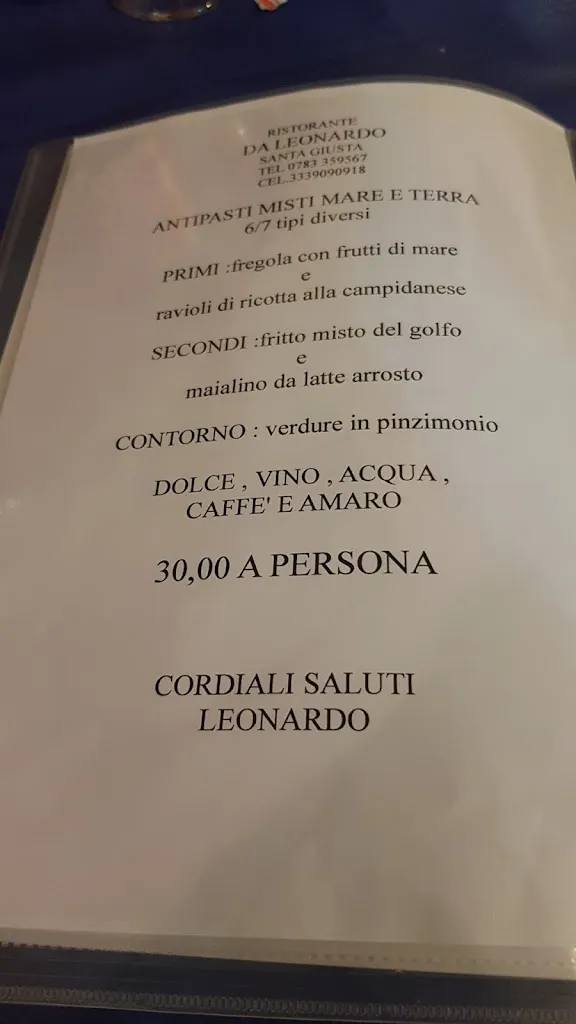 RISTORANTE
DA LEONARDO
SANTA GIUSTA
TEL 0783 359567
CEL.3339090918
ANTIPASTI MISTI MARE E TERRA
6/7 tipi diversi
PRIMI :fregola con frutti di mare
e
ravioli di ricotta alla campidanese
SECONDI :fritto misto del golfo
e
maialino da latte arrosto
CONTORNO : verdure in pinzimonio
DOLCE , VINO , ACQUA ,
CAFFE' E AMARO
30,00 A PERSONA
CORDIALI SALUTI
LEONARDO